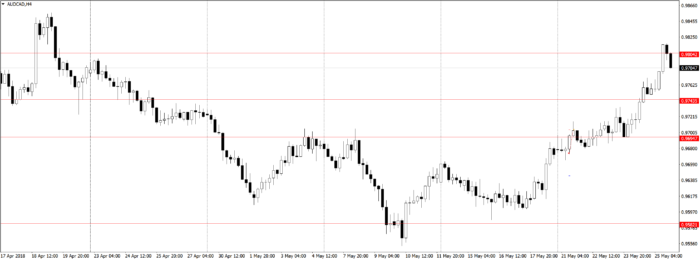 AUDCAD,H4
0.98660
0.98455
0.98250
0.98042
0.97847
0.97625
0.97435
0.97215
0.97005
0.96947
0.96800
0.96590
0.96385
0.96175
0.95970
0.95560
17 Apr 2018
18 Apr 12:00
19 Apr 20:00
23 Apr 04:00
24 Apr 12:00
25 Apr 20:00
27 Apr 04:00
30 Apr 12:00
1 May 20:00
3 May 04:00
4 May 12:00
7 May 20:00
9 May 04:00
10 May 12:00
11 May 20:00
15 May 04:00
16 May 12:00
17 May 20:00
21 May 04:00
22 May 12:00
23 May 20:00
25 May 04:00